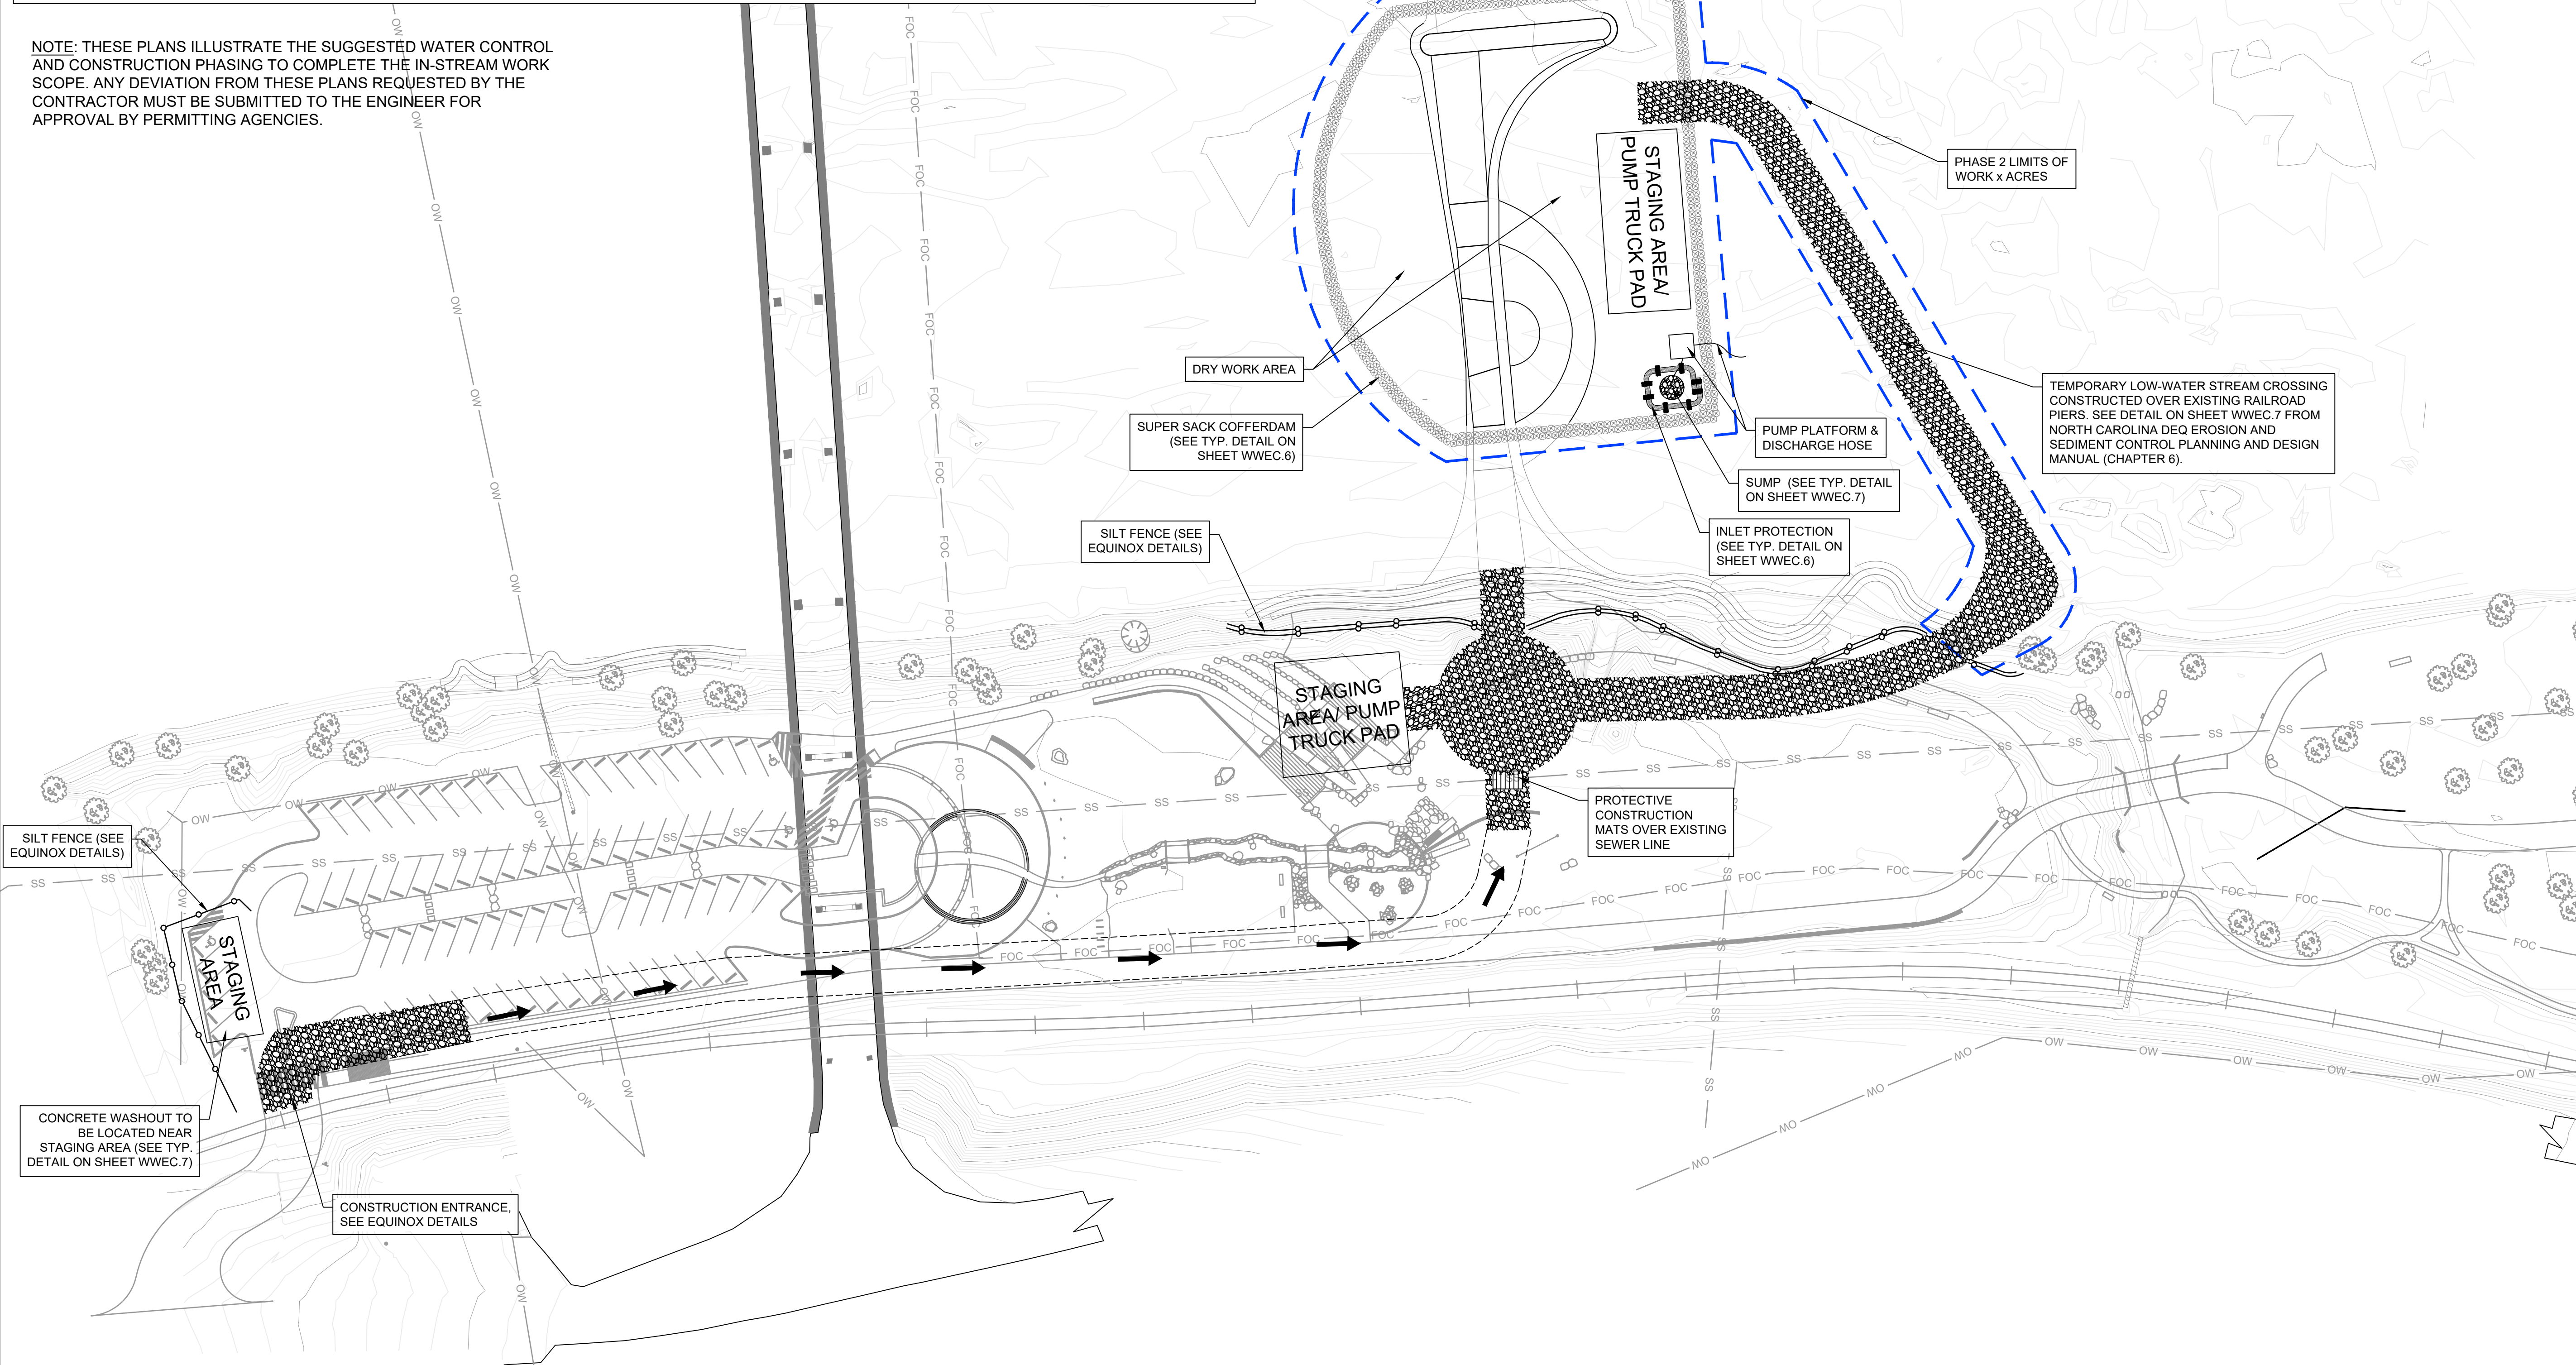 NOTE: THESE PLANS ILLUSTRATE THE SUGGESTED WATER CONTROL
AND CONSTRUCTION PHASING TO COMPLETE THE IN-STREAM WORK
SCOPE. ANY DEVIATION FROM THESE PLANS REQUESTED BY THE
CONTRACTOR MUST BE SUBMITTED TO THE ENGINEER FOR
APPROVAL BY PERMITTING AGENCIES.
STAGING AREA/
PUMP TRUCK PAD
PHASE 2 LIMITS OF
WORK x ACRES
DRY WORK AREA
SUPER SACK COFFERDAM
(SEE TYP. DETAIL ON
SHEET WWEC.6)
TEMPORARY LOW-WATER STREAM CROSSING
CONSTRUCTED OVER EXISTING RAILROAD
PIERS. SEE DETAIL ON SHEET WWEC.7 FROM
NORTH CAROLINA DEQ EROSION AND
SEDIMENT CONTROL PLANNING AND DESIGN
MANUAL (CHAPTER 6).
PUMP PLATFORM &
DISCHARGE HOSE
SUMP (SEE TYP. DETAIL
ON SHEET WWEC.7)
INLET PROTECTION
(SEE TYP. DETAIL ON
SHEET WWEC.6)
SILT FENCE (SEE
EQUINOX DETAILS)
STAGING
AREA/ PUMP
TRUCK PAD
PROTECTIVE
CONSTRUCTION
MATS OVER EXISTING
SEWER LINE
SILT FENCE (SEE
EQUINOX DETAILS)
STAGING
AREA
CONCRETE WASHOUT TO
BE LOCATED NEAR
STAGING AREA (SEE TYP.
DETAIL ON SHEET WWEC.7)
CONSTRUCTION ENTRANCE,
SEE EQUINOX DETAILS
OW
FOC
SS